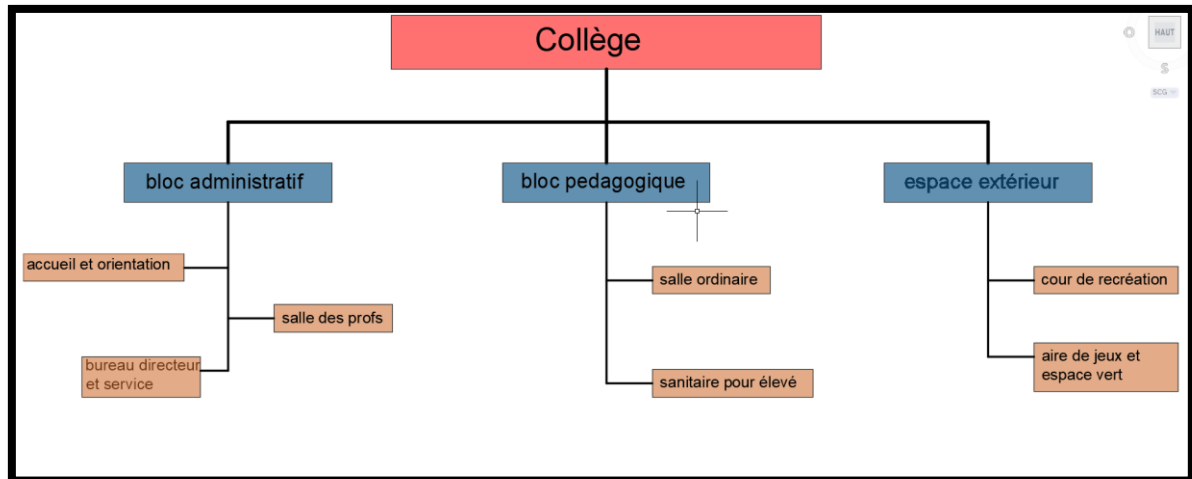 Collège
HAUT
S
SCG
bloc administratif
bloc pedagogique
espace extérieur
accueil et orientation
salle des profs
bureau directeur
et service
salle ordinaire
sanitaire pour élevé
cour de recréation
aire de jeux et
espace vert